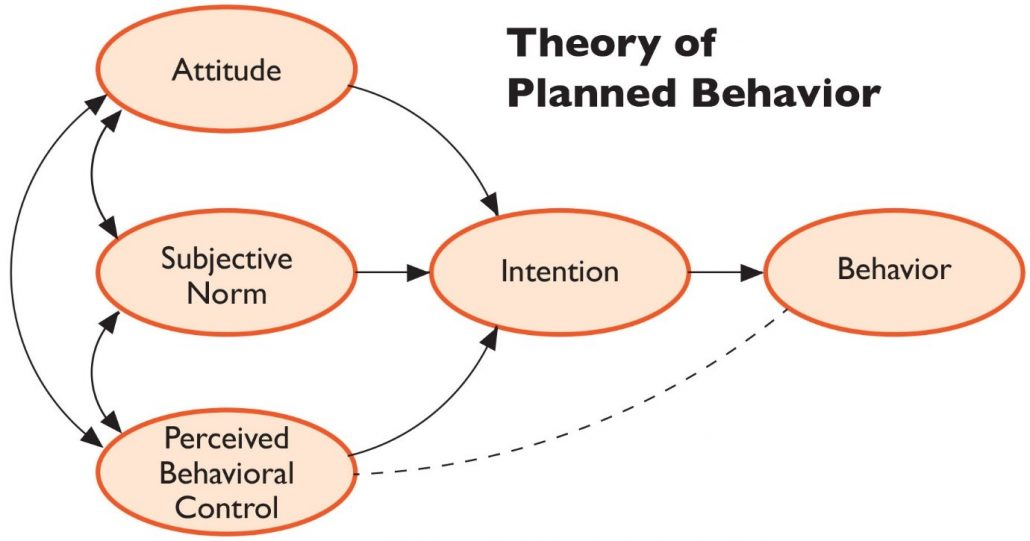 Theory of
Planned Behavior
Attitude
Subjective
Norm
Perceived
Behavioral
Control
Intention
Behavior